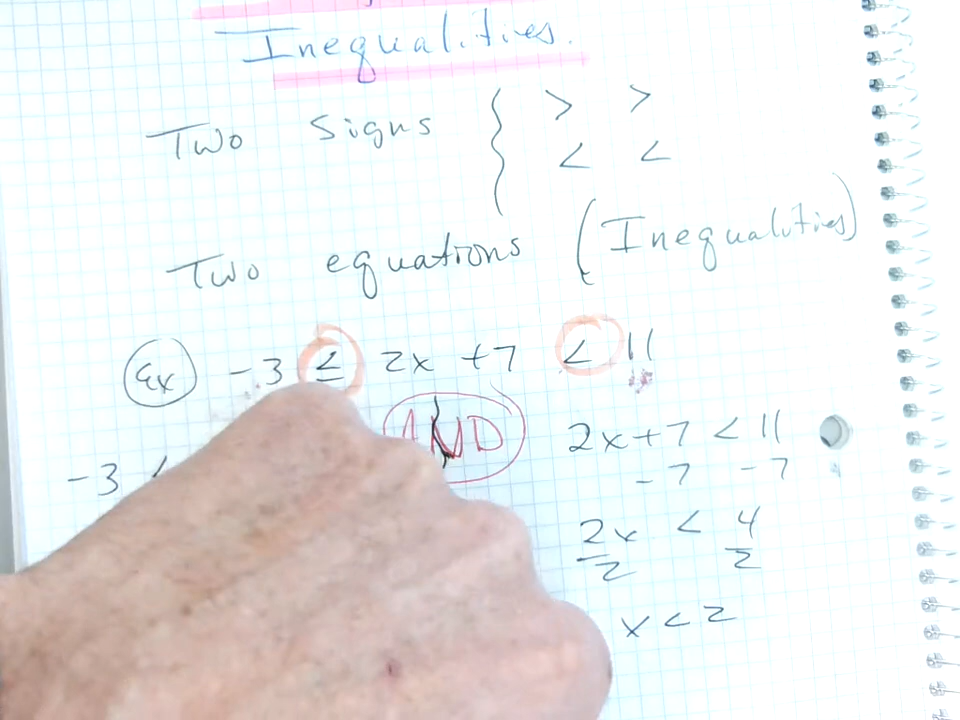 Inequalities.
Two Signs { > >
< <
Two equations (Inequalities)
Ex -3 ≤ 2x + 7 < 11
AND
2x + 7 < 11
-3 <
- 7 - 7
2x < 4
2 2
x < 2